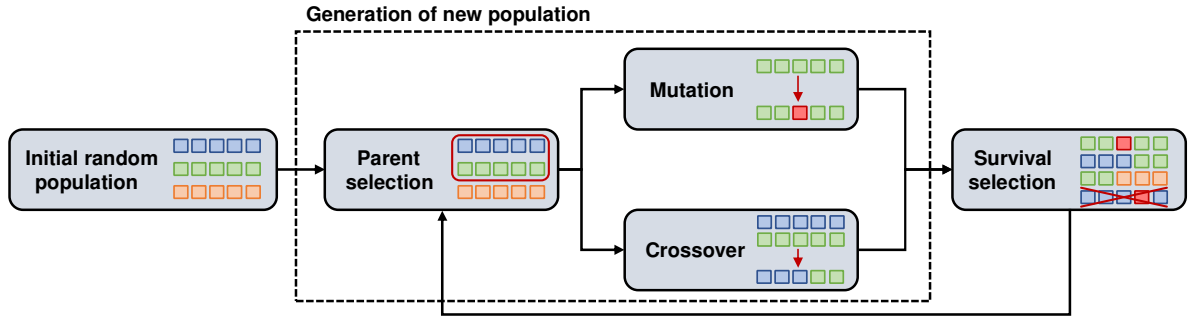 Generation of new population
Initial random
population
Parent
selection
Mutation
Crossover
Survival
selection